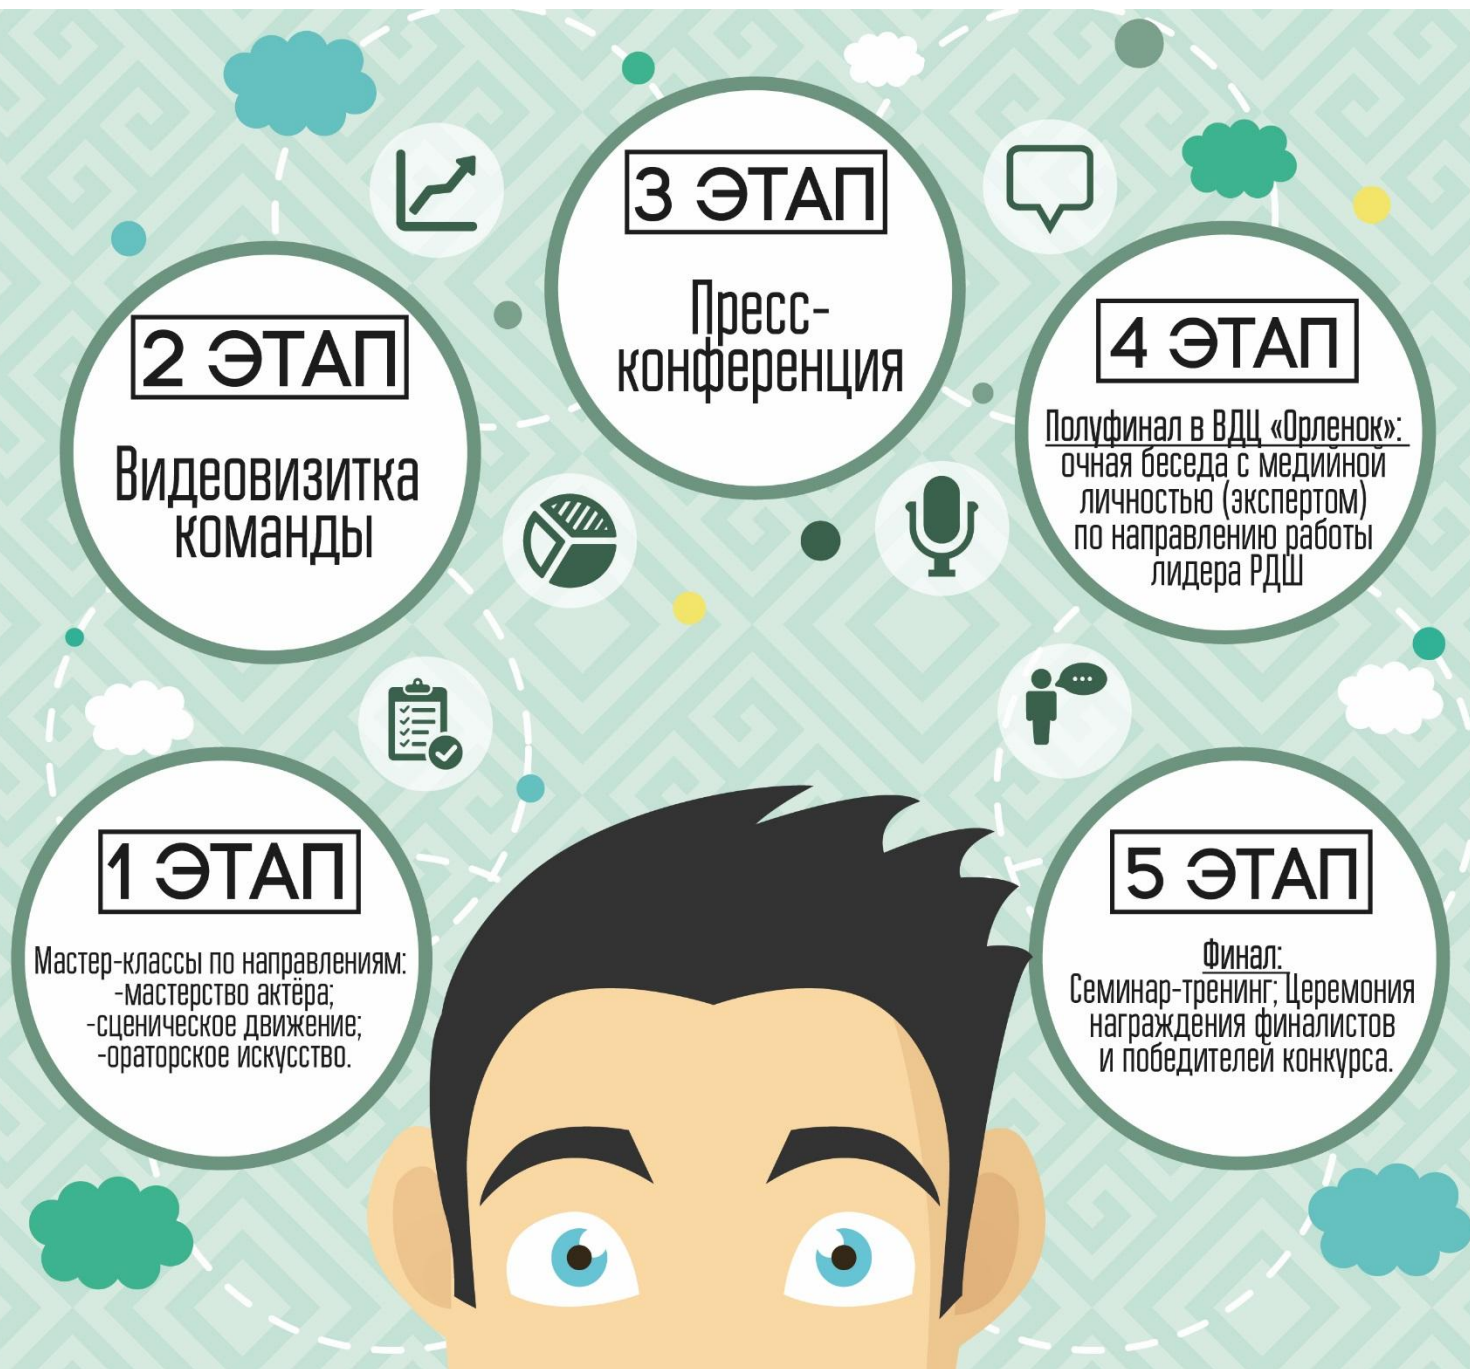 1 ЭТАП
Мастер-классы по направлениям:
-мастерство актёра;
-сценическое движение;
-ораторское искусство.
2 ЭТАП
Видеовизитка
команды
3 ЭТАП
Пресс-
конференция
4 ЭТАП
Полуфинал в ВДЦ «Орленок»:
очная беседа с медийной
личностью (экспертом)
по направлению работы
лидера РДШ
5 ЭТАП
Финал:
Семинар-тренинг; Церемония
награждения финалистов
и победителей конкурса.